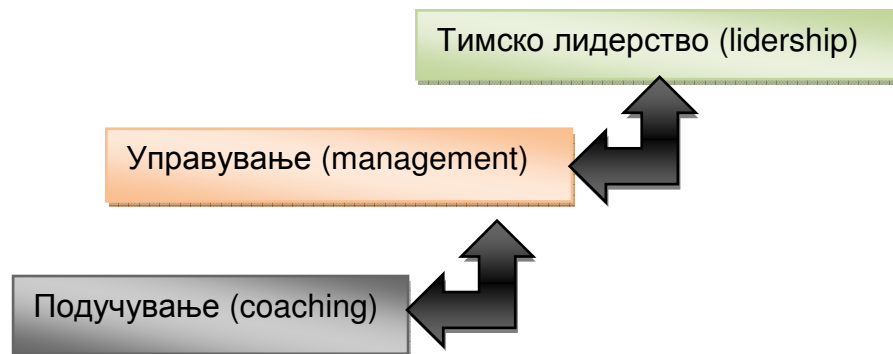 Тимско лидерство (lidership)
Управување (management)
Подучување (coaching)